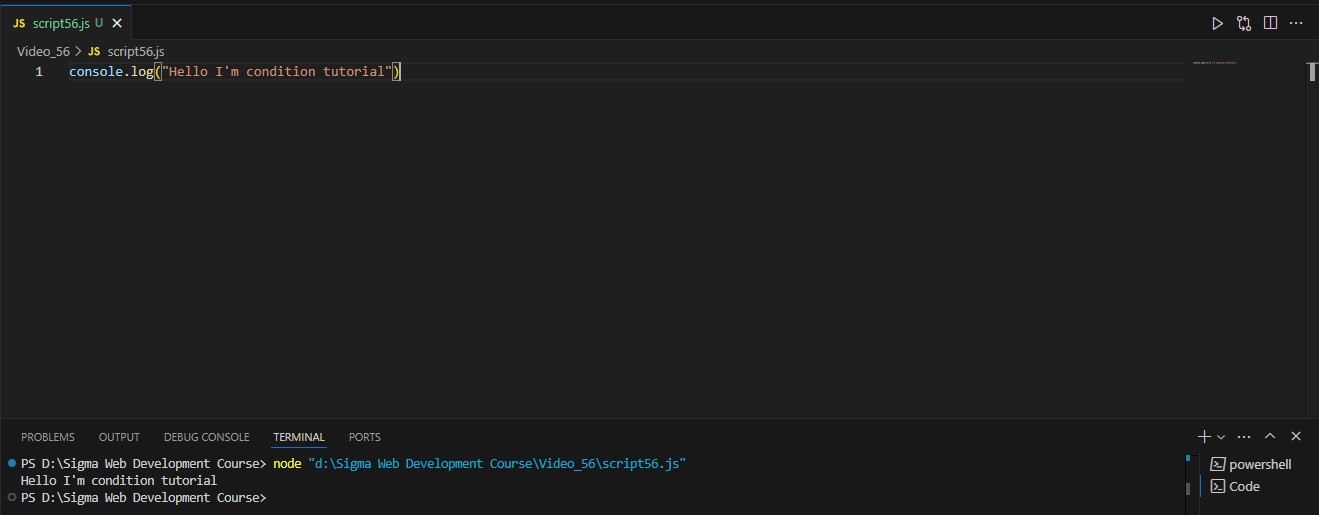 JS script56.js U
Video_56 > JS script56.js
1 console.log("Hello I'm condition tutorial")
PROBLEMS OUTPUT DEBUG CONSOLE TERMINAL PORTS
PS D:\Sigma Web Development Course> node "d:\Sigma Web Development Course\Video_56\script56.js"
Hello I'm condition tutorial
PS D:\Sigma Web Development Course>
powershell
Code